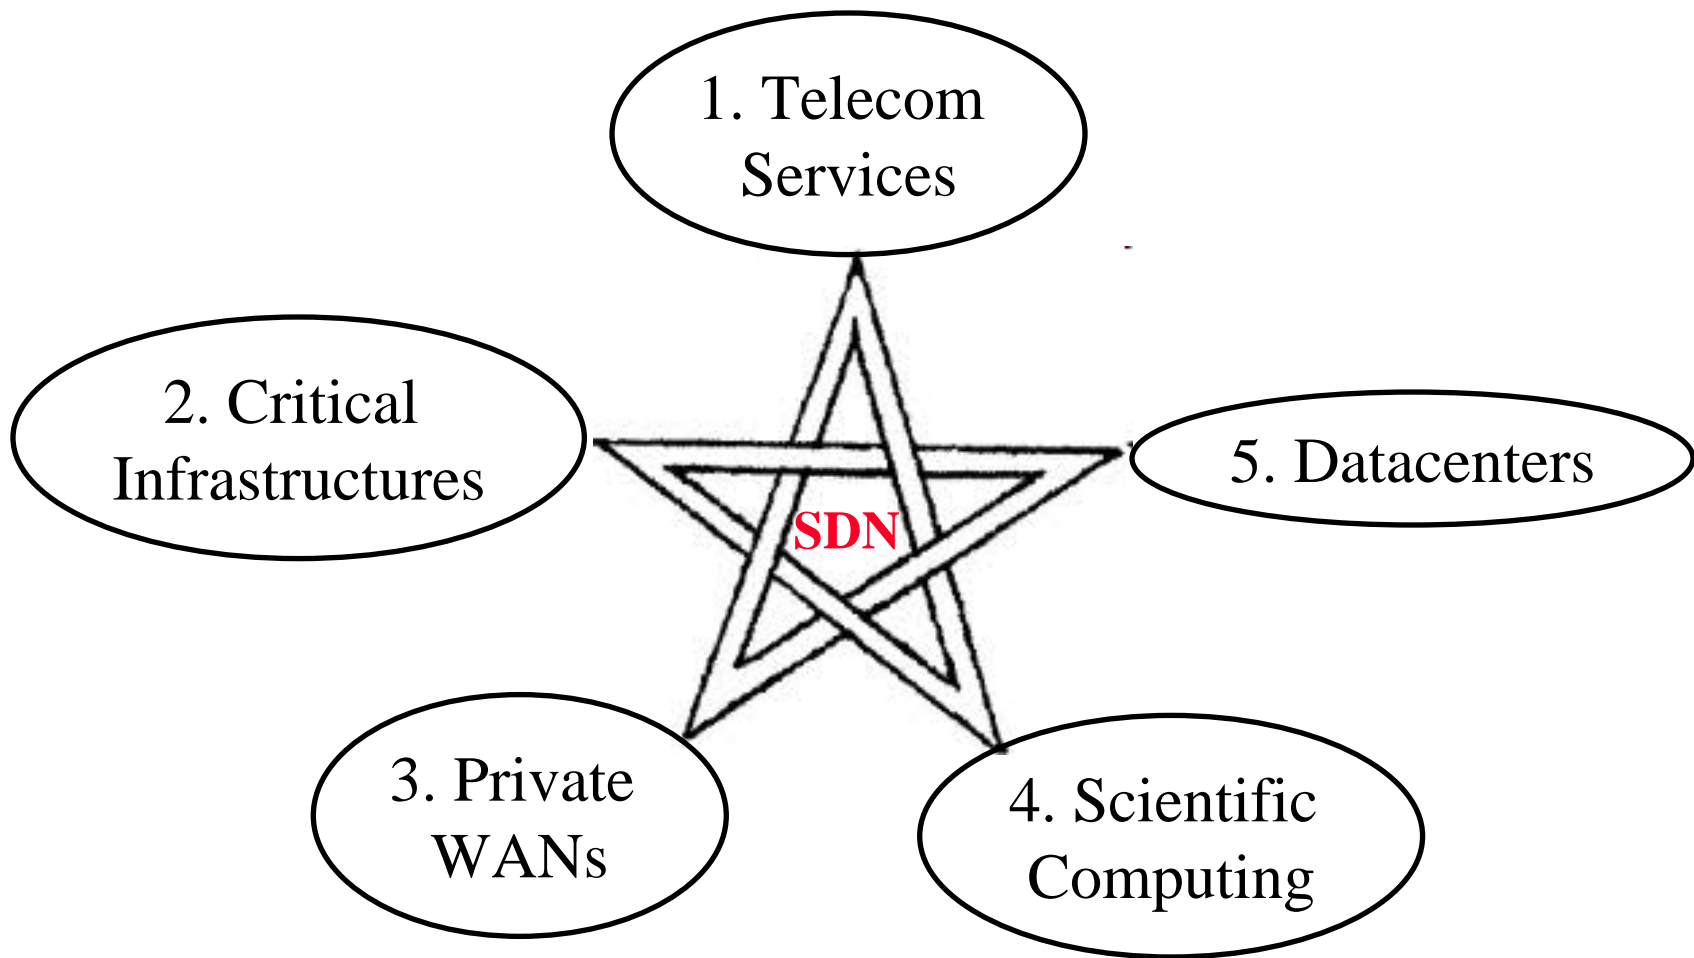 1. Telecom
Services
2. Critical
Infrastructures
SDN
5. Datacenters
3. Private
WANs
4. Scientific
Computing